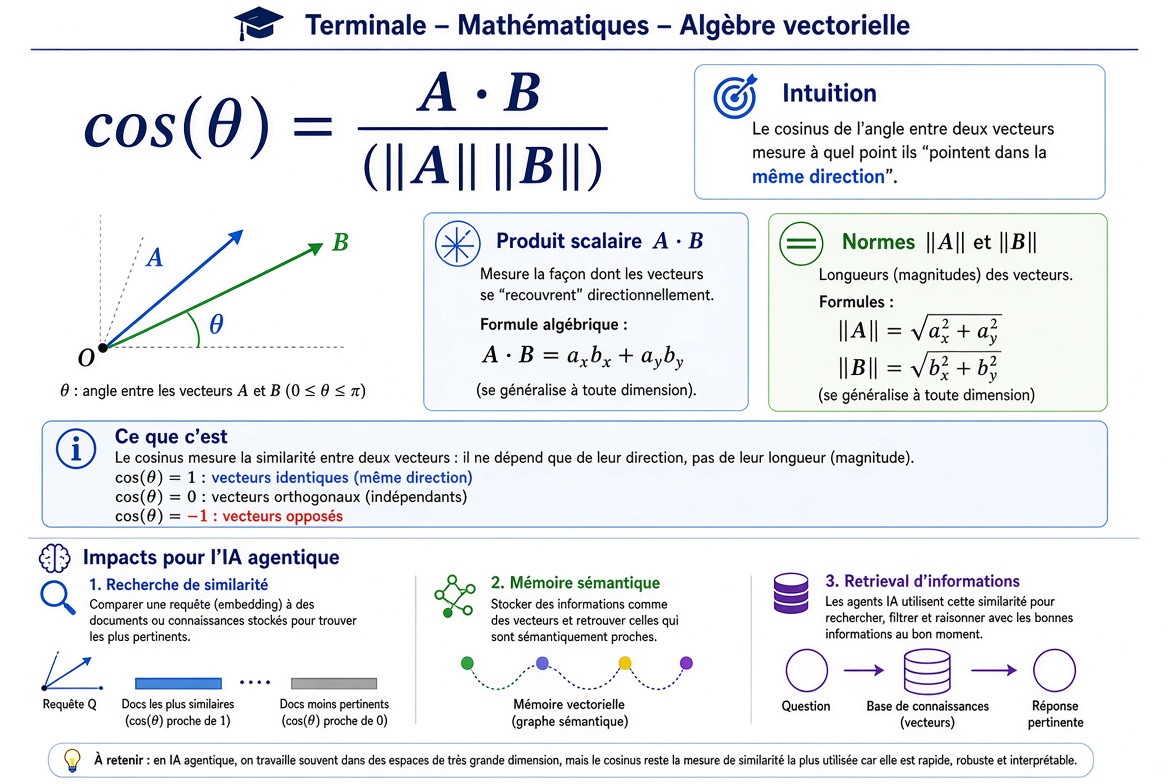 Terminale – Mathématiques – Algèbre vectorielle
cos(θ) = A · B / (||A|| ||B||)
Intuition
Le cosinus de l’angle entre deux vecteurs
mesure à quel point ils “pointent dans la
même direction”.
A
B
θ
O
θ : angle entre les vecteurs A et B (0 ≤ θ ≤ π)
Produit scalaire A · B
Mesure la façon dont les vecteurs
se “recouvrent” directionnellement.
Formule algébrique :
A · B = aₓbₓ + a_yb_y
(se généralise à toute dimension).
Normes ||A|| et ||B||
Longueurs (magnitudes) des vecteurs.
Formules :
||A|| = √(a_x² + a_y²)
||B|| = √(b_x² + b_y²)
(se généralise à toute dimension)
i
Ce que c’est
Le cosinus mesure la similarité entre deux vecteurs : il ne dépend que de leur direction, pas de leur longueur (magnitude).
cos(θ) = 1 : vecteurs identiques (même direction)
cos(θ) = 0 : vecteurs orthogonaux (indépendants)
cos(θ) = −1 : vecteurs opposés
Impacts pour l’IA agentique
1. Recherche de similarité
Comparer une requête (embedding) à des
documents ou connaissances stockés pour trouver
les plus pertinents.
Requête Q
Docs les plus similaires
(cos(θ) proche de 1)
Docs moins pertinents
(cos(θ) proche de 0)
2. Mémoire sémantique
Stocker des informations comme
des vecteurs et retrouver celles qui
sont sémantiquement proches.
Mémoire vectorielle
(graphe sémantique)
3. Retrieval d’informations
Les agents IA utilisent cette similarité pour
rechercher, filtrer et raisonner avec les bonnes
informations au bon moment.
Question
Base de connaissances
(vecteurs)
Réponse
pertinente
À retenir : en IA agentique, on travaille souvent dans des espaces de très grande dimension, mais le cosinus reste la mesure de similarité la plus utilisée car elle est rapide, robuste et interprétable.